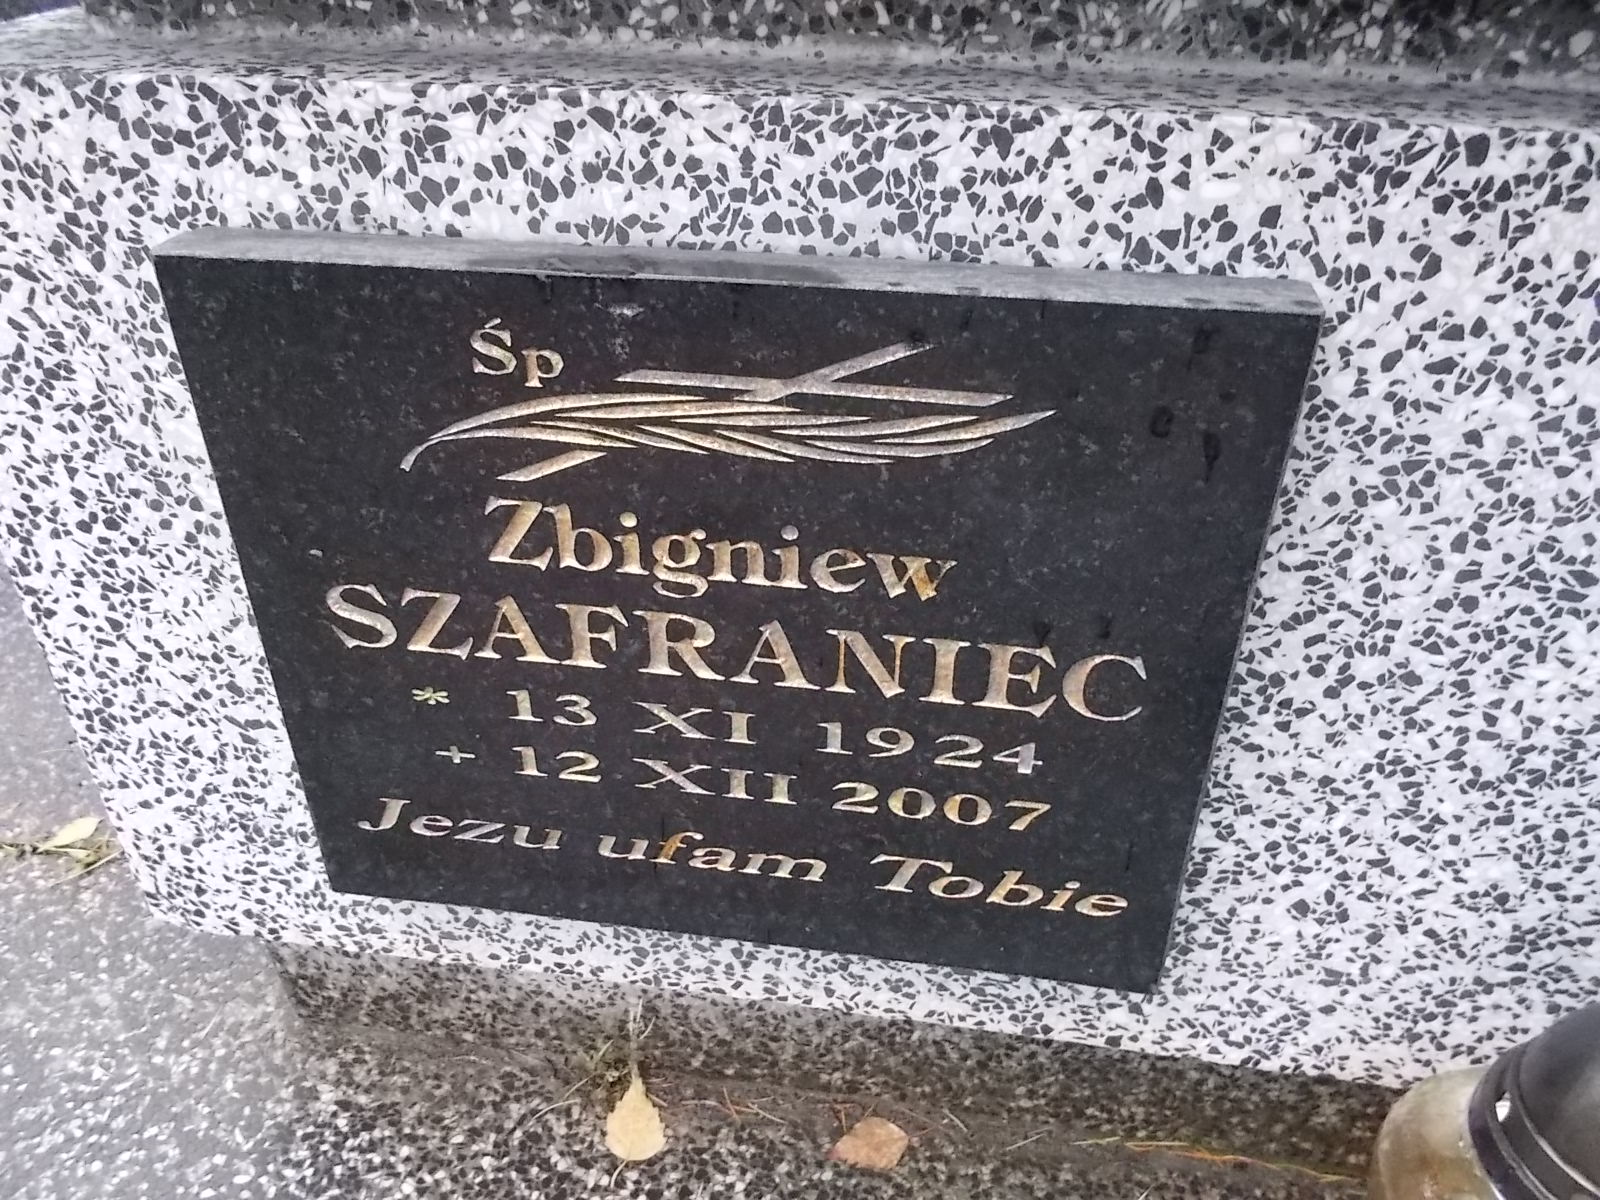 Śp
Zbigniew
SZAFRANIEC
* 13 XI 1924
+ 12 XII 2007
Jezu ufam Tobie